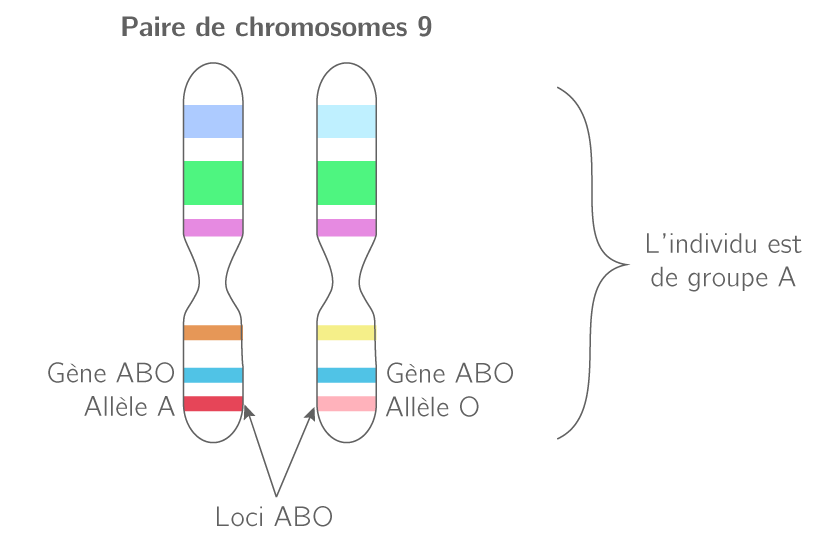 Paire de chromosomes 9
L'individu est
de groupe A
Gène ABO
Allèle A
Gène ABO
Allèle O
Loci ABO